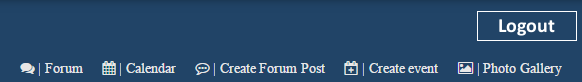 Logout
| Forum | Calendar | Create Forum Post | Create event | Photo Gallery